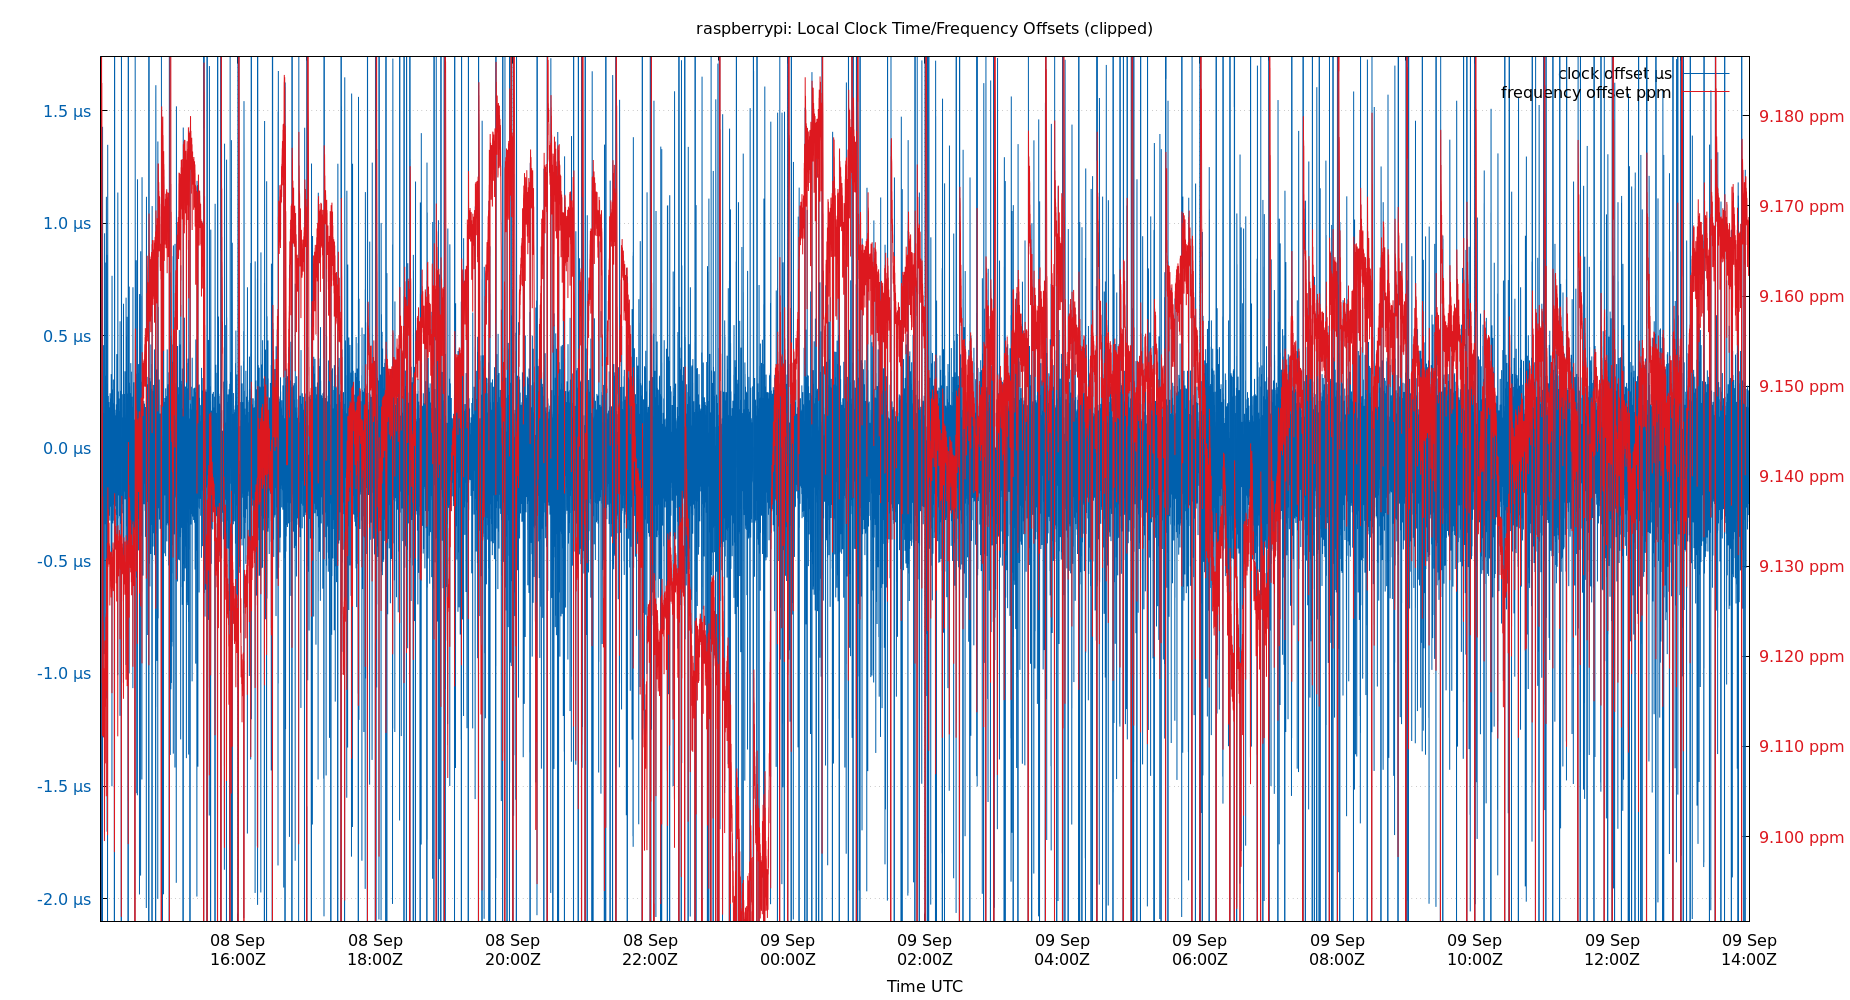 raspberrypi: Local Clock Time/Frequency Offsets (clipped)
clock offset µs
frequency offset ppm
1.5 µs
1.0 µs
0.5 µs
0.0 µs
-0.5 µs
-1.0 µs
-1.5 µs
-2.0 µs
9.180 ppm
9.170 ppm
9.160 ppm
9.150 ppm
9.140 ppm
9.130 ppm
9.120 ppm
9.110 ppm
9.100 ppm
08 Sep 08 Sep 08 Sep 08 Sep 09 Sep 09 Sep 09 Sep 09 Sep 09 Sep 09 Sep 09 Sep 09 Sep
16:00Z 18:00Z 20:00Z 22:00Z 00:00Z 02:00Z 04:00Z 06:00Z 08:00Z 10:00Z 12:00Z 14:00Z
Time UTC